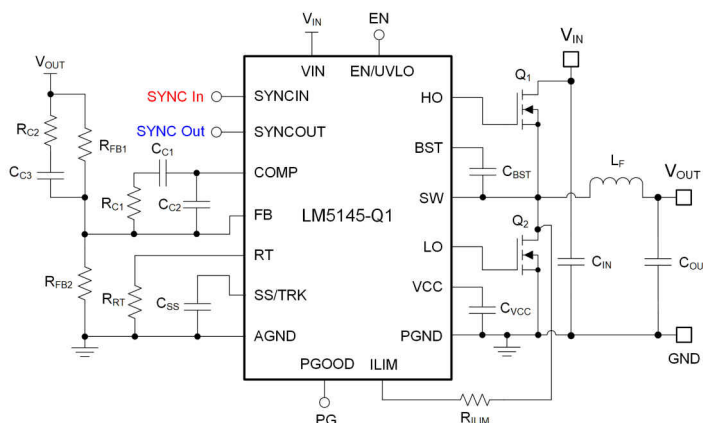 VIN
EN
VIN
VOUT
VIN
EN/UVLO
Q1
SYNC In
SYNCIN
HO
RC2
RFB1
SYNC Out
SYNCOUT
CC1
BST
CC3
COMP
CBST
LF
VOUT
RC1
CC2
SW
FB
LM5145-Q1
Q2
LO
RT
CIN
COU
RFB2
RRT
CSS
SS/TRK
VCC
CVCC
AGND
PGND
GND
PGOOD
ILIM
PG
RILIM